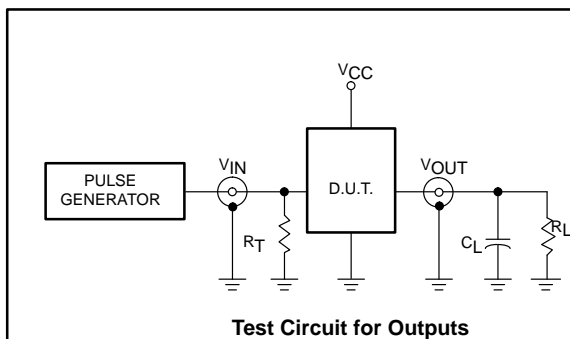 VCC
VIN
VOUT
PULSE
GENERATOR
D.U.T.
RT
CL
RL
Test Circuit for Outputs